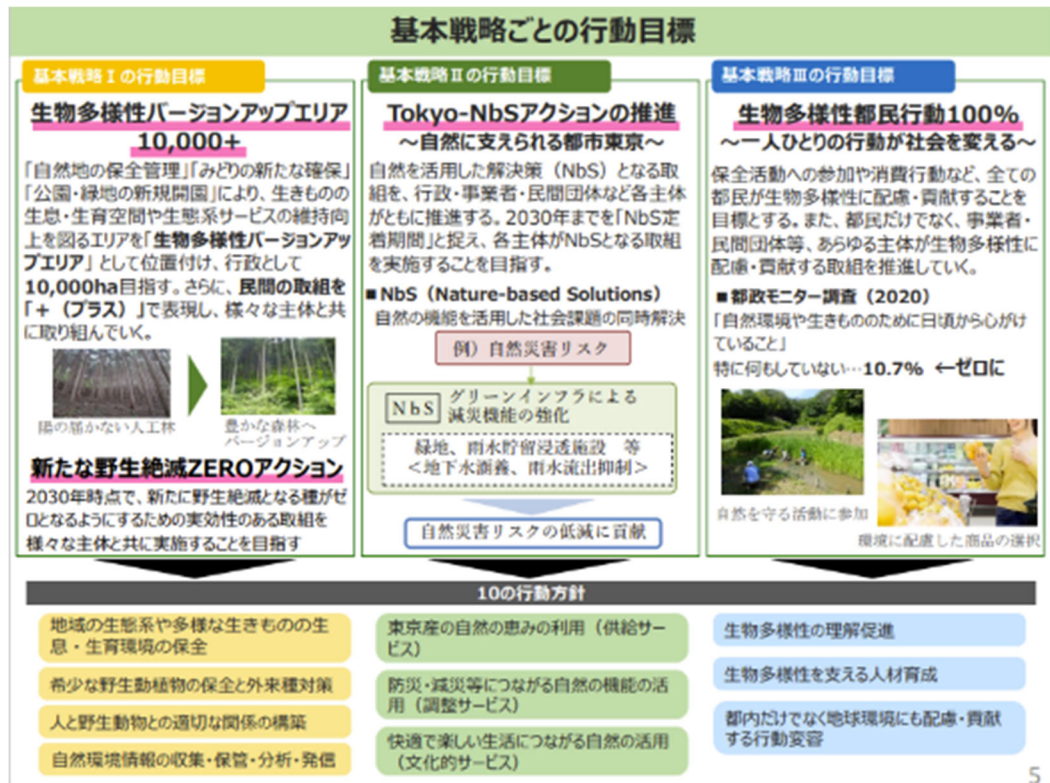 基本戦略ごとの行動目標
基本戦略Ⅰの行動目標
生物多様性バージョンアップエリア
10,000+
「自然地の保全管理」「みどりの新たな確保」
「公園・緑地の新規開園」により、生きものの
生息・生育空間や生態系サービスの維持向
上を図るエリアを「生物多様性バージョンアッ
プエリア」として位置付け、行政として
10,000ha目指す。さらに、民間の取組を
「+（プラス）」で表現し、様々な主体と共
に取り組んでいく。
陽の届かない人工林
豊かな森林へ
バージョンアップ
新たな野生絶滅ZEROアクション
2030年時点で、新たに野生絶滅となる種がゼ
ロとなるようにするための実効性のある取組を
様々な主体と共に実施することを目指す
基本戦略Ⅱの行動目標
Tokyo-NbSアクションの推進
～自然に支えられる都市東京～
自然を活用した解決策（NbS）となる取
組を、行政・事業者・民間団体など各主体
がともに推進する。2030年までを「NbS定
着期間」と捉え、各主体がNbSとなる取組
を実施することを目指す。
■NbS（Nature-based Solutions）
自然の機能を活用した社会課題の同時解決
例）自然災害リスク
NbS
グリーンインフラによる
減災機能の強化
緑地、雨水貯留浸透施設 等
＜地下水涵養、雨水流出抑制＞
自然災害リスクの低減に貢献
基本戦略Ⅲの行動目標
生物多様性都民行動100%
～一人ひとりの行動が社会を変える～
保全活動への参加や消費行動など、全ての
都民が生物多様性に配慮・貢献することを
目標とする。また、都民だけでなく、事業者・
民間団体等、あらゆる主体が生物多様性に
配慮・貢献する取組を推進していく。
■都政モニター調査（2020）
「自然環境や生きもののために日頃から心がけ
ていること」
特に何もしていない…10.7% ←ゼロに
自然を守る活動に参加
環境に配慮した商品の選択
10の行動方針
地域の生態系や多様な生きものの生
息・生育環境の保全
希少な野生動植物の保全と外来種対策
人と野生動物との適切な関係の構築
自然環境情報の収集・保管・分析・発信
東京産の自然の恵みの利用（供給サー
ビス）
防災・減災等につながる自然の機能の活
用（調整サービス）
快適で楽しい生活につながる自然の活用
（文化的サービス）
生物多様性の理解促進
生物多様性を支える人材育成
都内だけでなく地球環境にも配慮・貢献
する行動変容
5